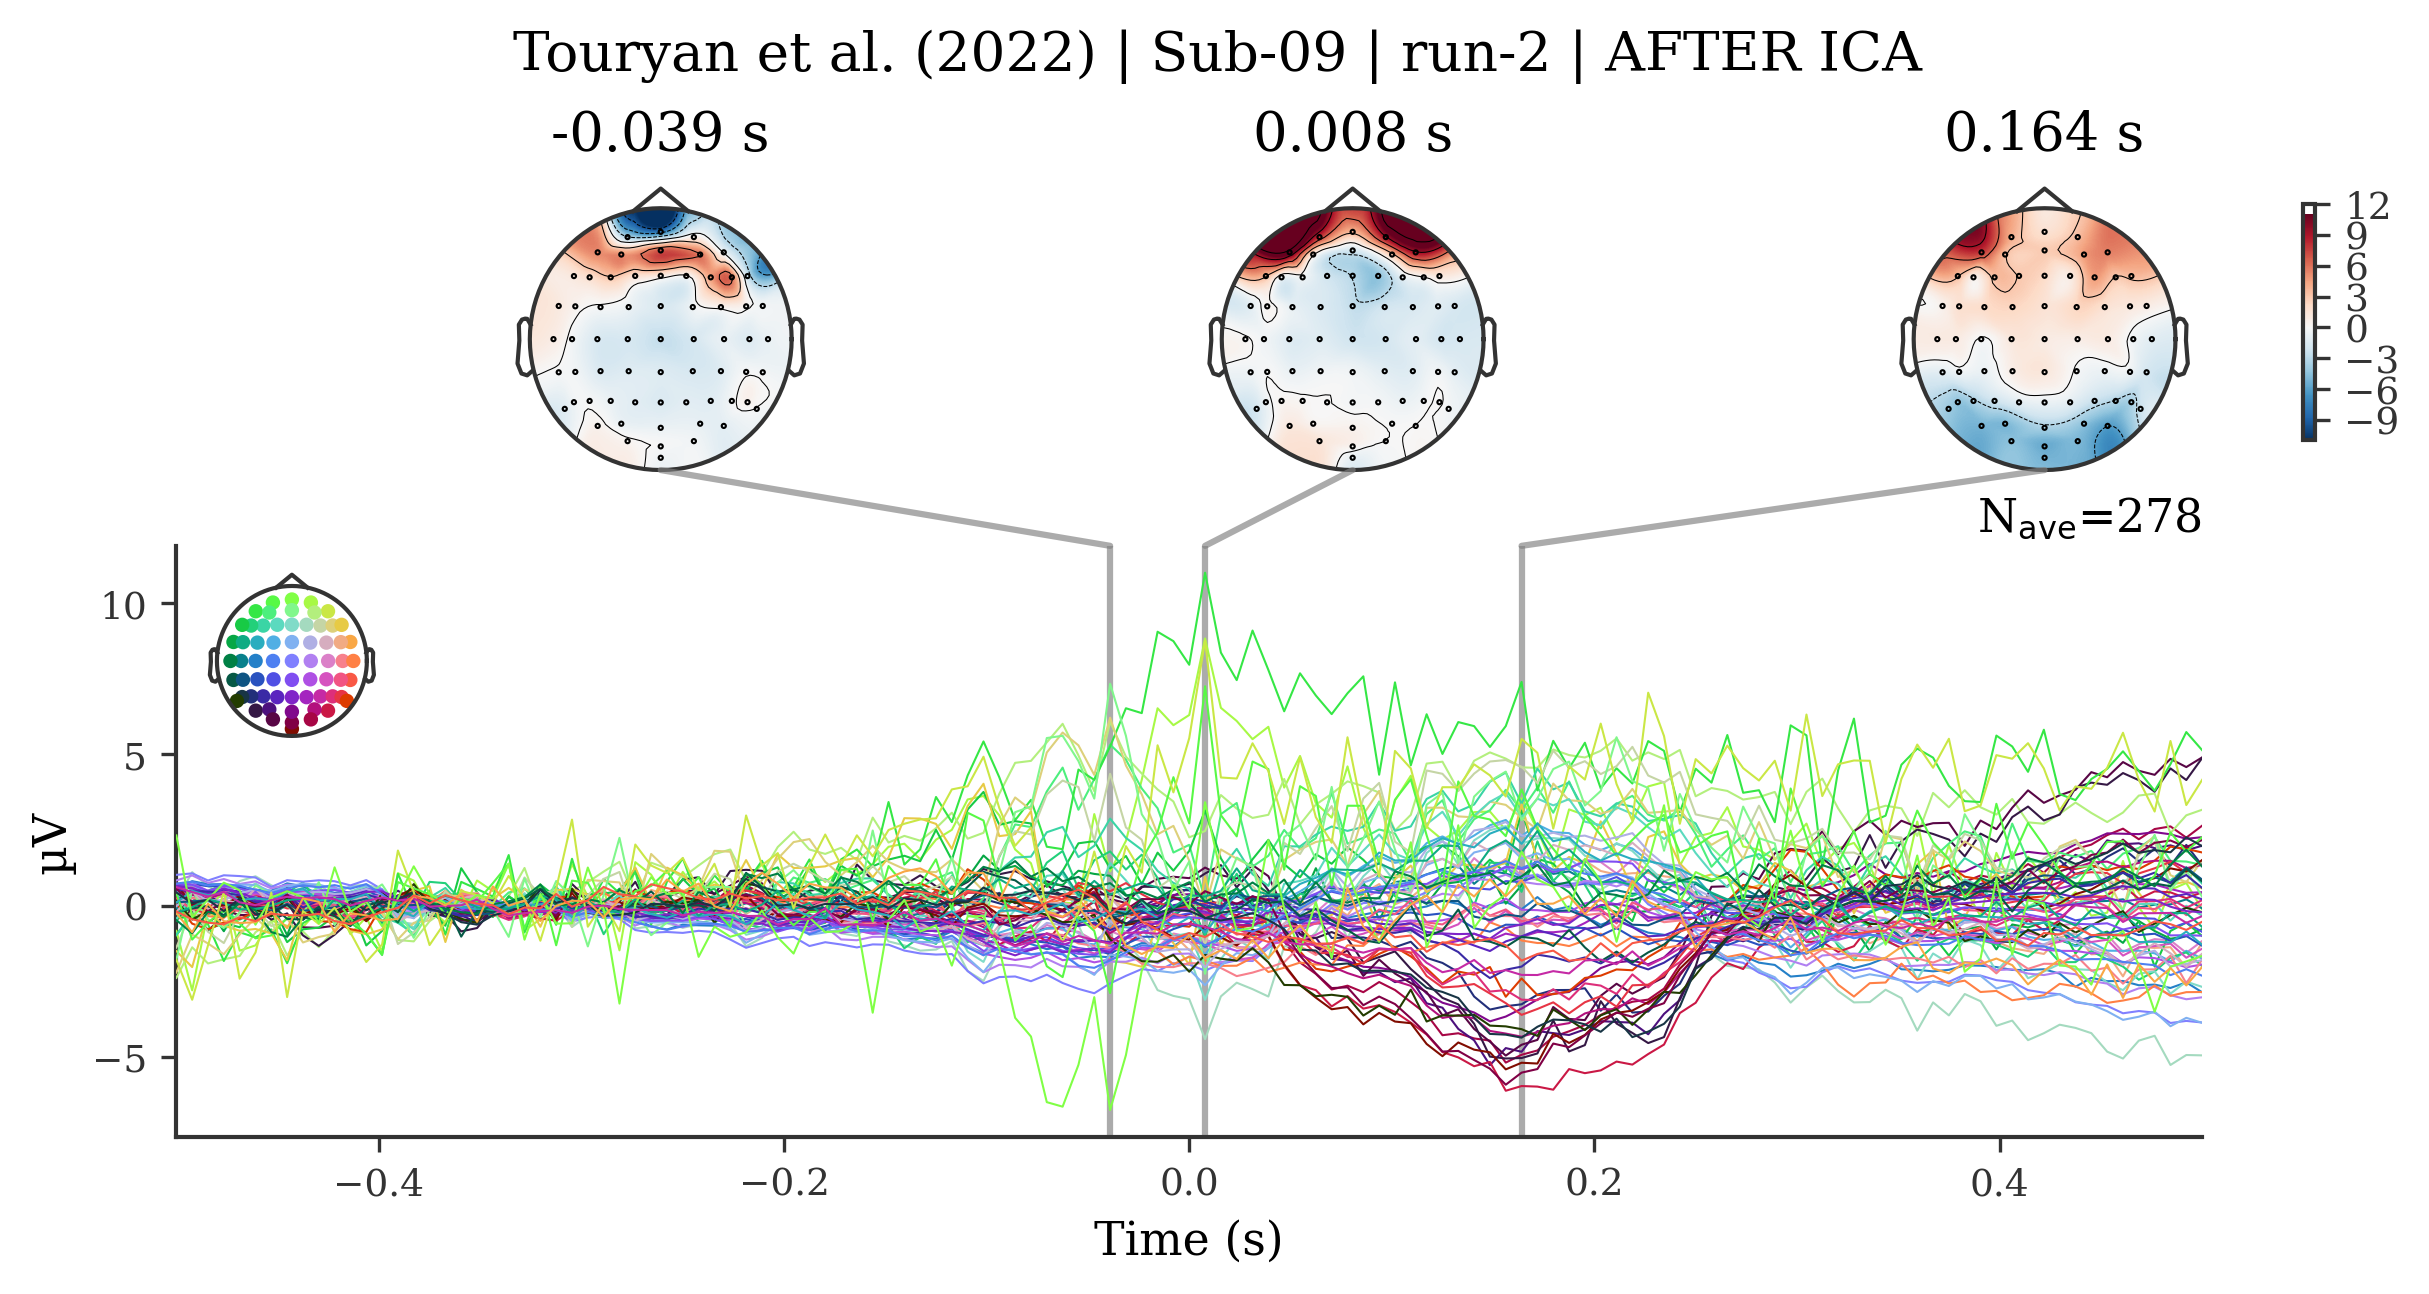 Touryan et al. (2022) | Sub-09 | run-2 | AFTER ICA
-0.039 s
0.008 s
0.164 s
12
9
6
3
0
−3
−6
−9
Nave=278
10
5
0
−5
µV
−0.4
−0.2
0.0
0.2
0.4
Time (s)